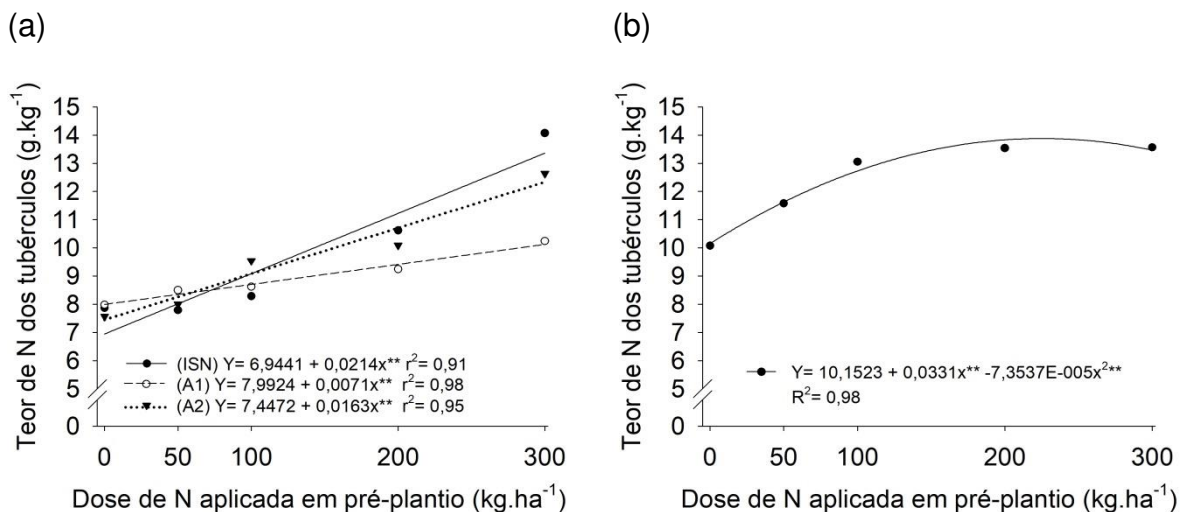 (a)
Teor de N dos tubérculos (g.kg⁻¹)
15
14
13
12
11
10
9
8
7
6
5
0
(ISN) Y= 6,9441 + 0,0214x** r²= 0,91
(A1) Y= 7,9924 + 0,0071x** r²= 0,98
(A2) Y= 7,4472 + 0,0163x** r²= 0,95
0 50 100 200 300
Dose de N aplicada em pré-plantio (kg.ha⁻¹)
(b)
Teor de N dos tubérculos (g.kg⁻¹)
15
14
13
12
11
10
9
8
7
6
5
0
Y= 10,1523 + 0,0331x** -7,3537E-005x²**
R²= 0,98
0 50 100 200 300
Dose de N aplicada em pré-plantio (kg.ha⁻¹)